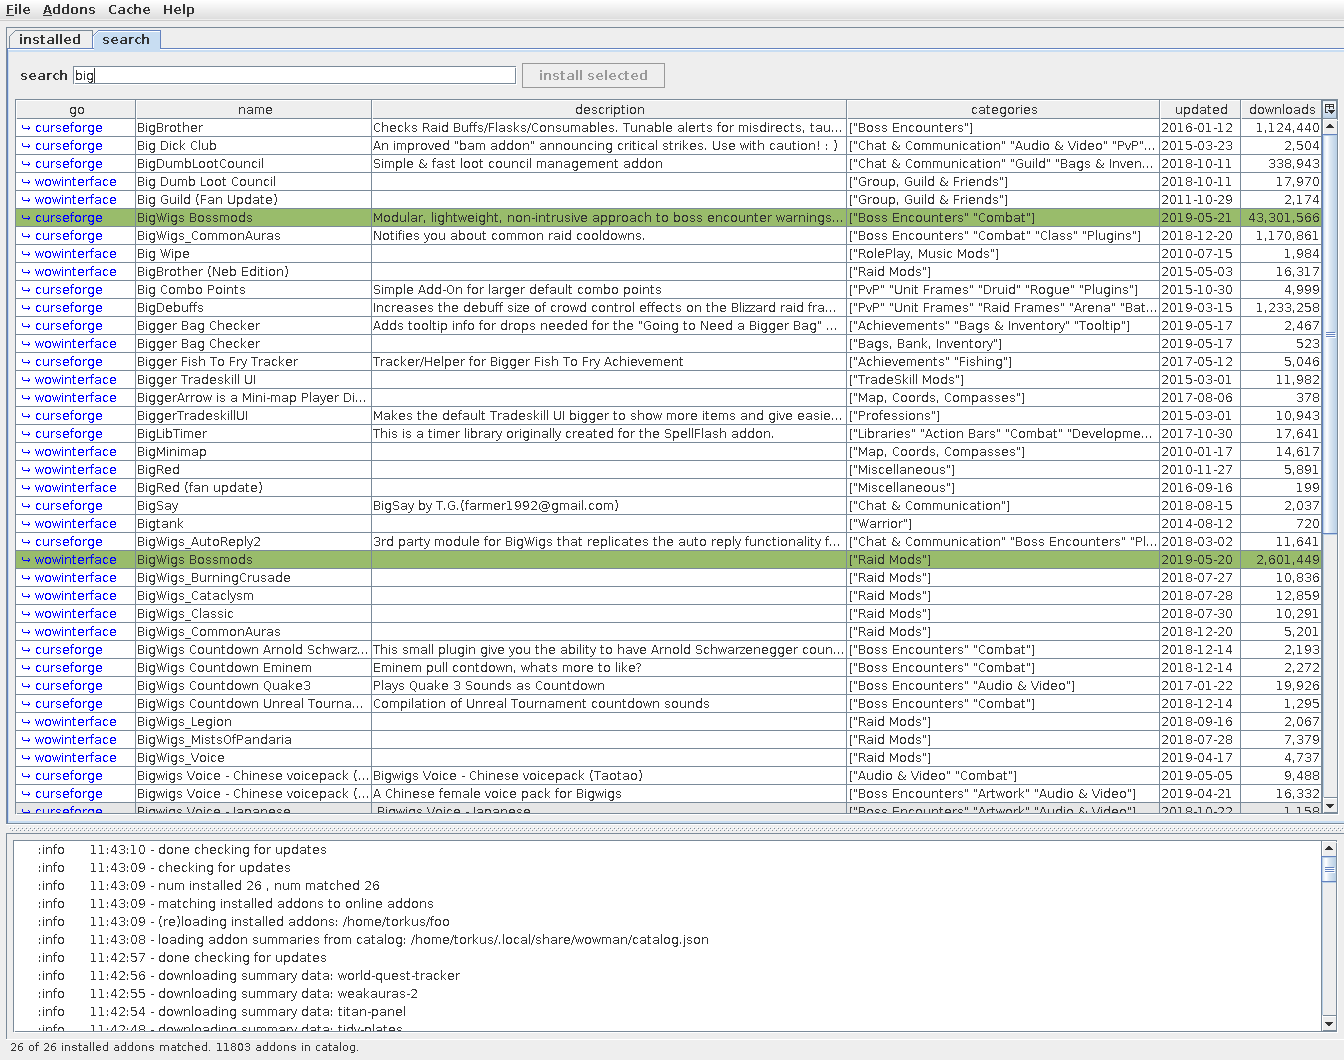 File Addons Cache Help
installed search
search big install selected
go name description categories updated downloads
↪ curseforge BigBrother Checks Raid Buffs/Flasks/Consumables. Tunable alerts for misdirects, tau... ["Boss Encounters"] 2016-01-12 1,124,440
↪ curseforge Big Dick Club An improved "bam addon" announcing critical strikes. Use with caution! : ) ["Chat & Communication" "Audio & Video" "PvP"... 2015-03-23 2,504
↪ curseforge BigDumbLootCouncil Simple & fast loot council management addon ["Chat & Communication" "Guild" "Bags & Inven... 2018-10-11 338,943
↪ wowinterface Big Dumb Loot Council ["Group, Guild & Friends"] 2018-10-11 17,970
↪ wowinterface Big Guild (Fan Update) ["Group, Guild & Friends"] 2011-10-29 2,174
↪ curseforge BigWigs Bossmods Modular, lightweight, non-intrusive approach to boss encounter warnings... ["Boss Encounters" "Combat"] 2019-05-21 43,301,566
↪ curseforge BigWigs_CommonAuras Notifies you about common raid cooldowns. ["Boss Encounters" "Combat" "Class" "Plugins"] 2018-12-20 1,170,861
↪ wowinterface Big Wipe ["RolePlay, Music Mods"] 2010-07-15 1,984
↪ wowinterface BigBrother (Neb Edition) ["Raid Mods"] 2015-05-03 16,317
↪ curseforge Big Combo Points Simple Add-On for larger default combo points ["PvP" "Unit Frames" "Druid" "Rogue" "Plugins"] 2015-10-30 4,999
↪ curseforge BigDebuffs Increases the debuff size of crowd control effects on the Blizzard raid fra... ["PvP" "Unit Frames" "Raid Frames" "Arena" "Bat... 2019-03-15 1,233,258
↪ curseforge Bigger Bag Checker Adds tooltip info for drops needed for the "Going to Need a Bigger Bag" ... ["Achievements" "Bags & Inventory" "Tooltip"] 2019-05-17 2,467
↪ wowinterface Bigger Bag Checker ["Bags, Bank, Inventory"] 2019-05-17 523
↪ curseforge Bigger Fish To Fry Tracker Tracker/Helper for Bigger Fish To Fry Achievement ["Achievements" "Fishing"] 2017-05-12 5,046
↪ wowinterface Bigger Tradeskill UI ["TradeSkill Mods"] 2015-03-01 11,982
↪ wowinterface BiggerArrow is a Mini-map Player Di... ["Map, Coords, Compasses"] 2017-08-06 378
↪ curseforge BiggerTradeskillUI Makes the default Tradeskill UI bigger to show more items and give easie... ["Professions"] 2015-03-01 10,943
↪ curseforge BigLibTimer This is a timer library originally created for the SpellFlash addon. ["Libraries" "Action Bars" "Combat" "Developme... 2017-10-30 17,641
↪ wowinterface BigMinimap ["Map, Coords, Compasses"] 2010-01-17 14,617
↪ wowinterface BigRed ["Miscellaneous"] 2010-11-27 5,891
↪ wowinterface BigRed (fan update) ["Miscellaneous"] 2016-09-16 199
↪ curseforge BigSay BigSay by T.G.(farmer1992@gmail.com) ["Chat & Communication"] 2018-08-15 2,037
↪ wowinterface Bigtank ["Warrior"] 2014-08-12 720
↪ curseforge BigWigs_AutoReply2 3rd party module for BigWigs that replicates the auto reply functionality f... ["Chat & Communication" "Boss Encounters" "Pl... 2018-03-02 11,641
↪ wowinterface BigWigs Bossmods ["Raid Mods"] 2019-05-20 2,601,449
↪ wowinterface BigWigs_BurningCrusade ["Raid Mods"] 2018-07-27 10,836
↪ wowinterface BigWigs_Cataclysm ["Raid Mods"] 2018-07-28 12,859
↪ wowinterface BigWigs_Classic ["Raid Mods"] 2018-07-30 10,291
↪ wowinterface BigWigs_CommonAuras ["Raid Mods"] 2018-12-20 5,201
↪ curseforge BigWigs Countdown Arnold Schwarz... This small plugin give you the ability to have Arnold Schwarzenegger coun... ["Boss Encounters" "Combat"] 2018-12-14 2,193
↪ curseforge BigWigs Countdown Eminem Eminem pull contdown, whats more to like? ["Boss Encounters" "Combat"] 2018-12-14 2,272
↪ curseforge BigWigs Countdown Quake3 Plays Quake 3 Sounds as Countdown ["Boss Encounters" "Audio & Video"] 2017-01-22 19,926
↪ curseforge BigWigs Countdown Unreal Tourna... Compilation of Unreal Tournament countdown sounds ["Boss Encounters" "Combat"] 2018-12-14 1,295
↪ wowinterface BigWigs_Legion ["Raid Mods"] 2018-09-16 2,067
↪ wowinterface BigWigs_MistsOfPandaria ["Raid Mods"] 2018-07-28 7,379
↪ wowinterface BigWigs_Voice ["Raid Mods"] 2019-04-17 4,737
↪ curseforge Bigwigs Voice - Chinese voicepack (... Bigwigs Voice - Chinese voicepack (Taotao) ["Audio & Video" "Combat"] 2019-05-05 9,488
↪ curseforge Bigwigs Voice - Chinese voicepack (... A Chinese female voice pack for Bigwigs ["Boss Encounters" "Artwork" "Audio & Video"] 2019-04-21 16,332
↪ curseforge Bigwigs Voice - Japanese Bigwigs Voice - Japanese ["Boss Encounters" "Artwork" "Audio & Video"] 2018-10-22 1,158
:info 11:43:10 - done checking for updates
:info 11:43:09 - checking for updates
:info 11:43:09 - num installed 26 , num matched 26
:info 11:43:09 - matching installed addons to online addons
:info 11:43:09 - (re)loading installed addons: /home/torkus/foo
:info 11:43:08 - loading addon summaries from catalog: /home/torkus/.local/share/wowman/catalog.json
:info 11:42:57 - done checking for updates
:info 11:42:56 - downloading summary data: world-quest-tracker
:info 11:42:55 - downloading summary data: weakauras-2
:info 11:42:54 - downloading summary data: titan-panel
:info 11:42:48 - downloading summary data: tidy-plates
26 of 26 installed addons matched. 11803 addons in catalog.